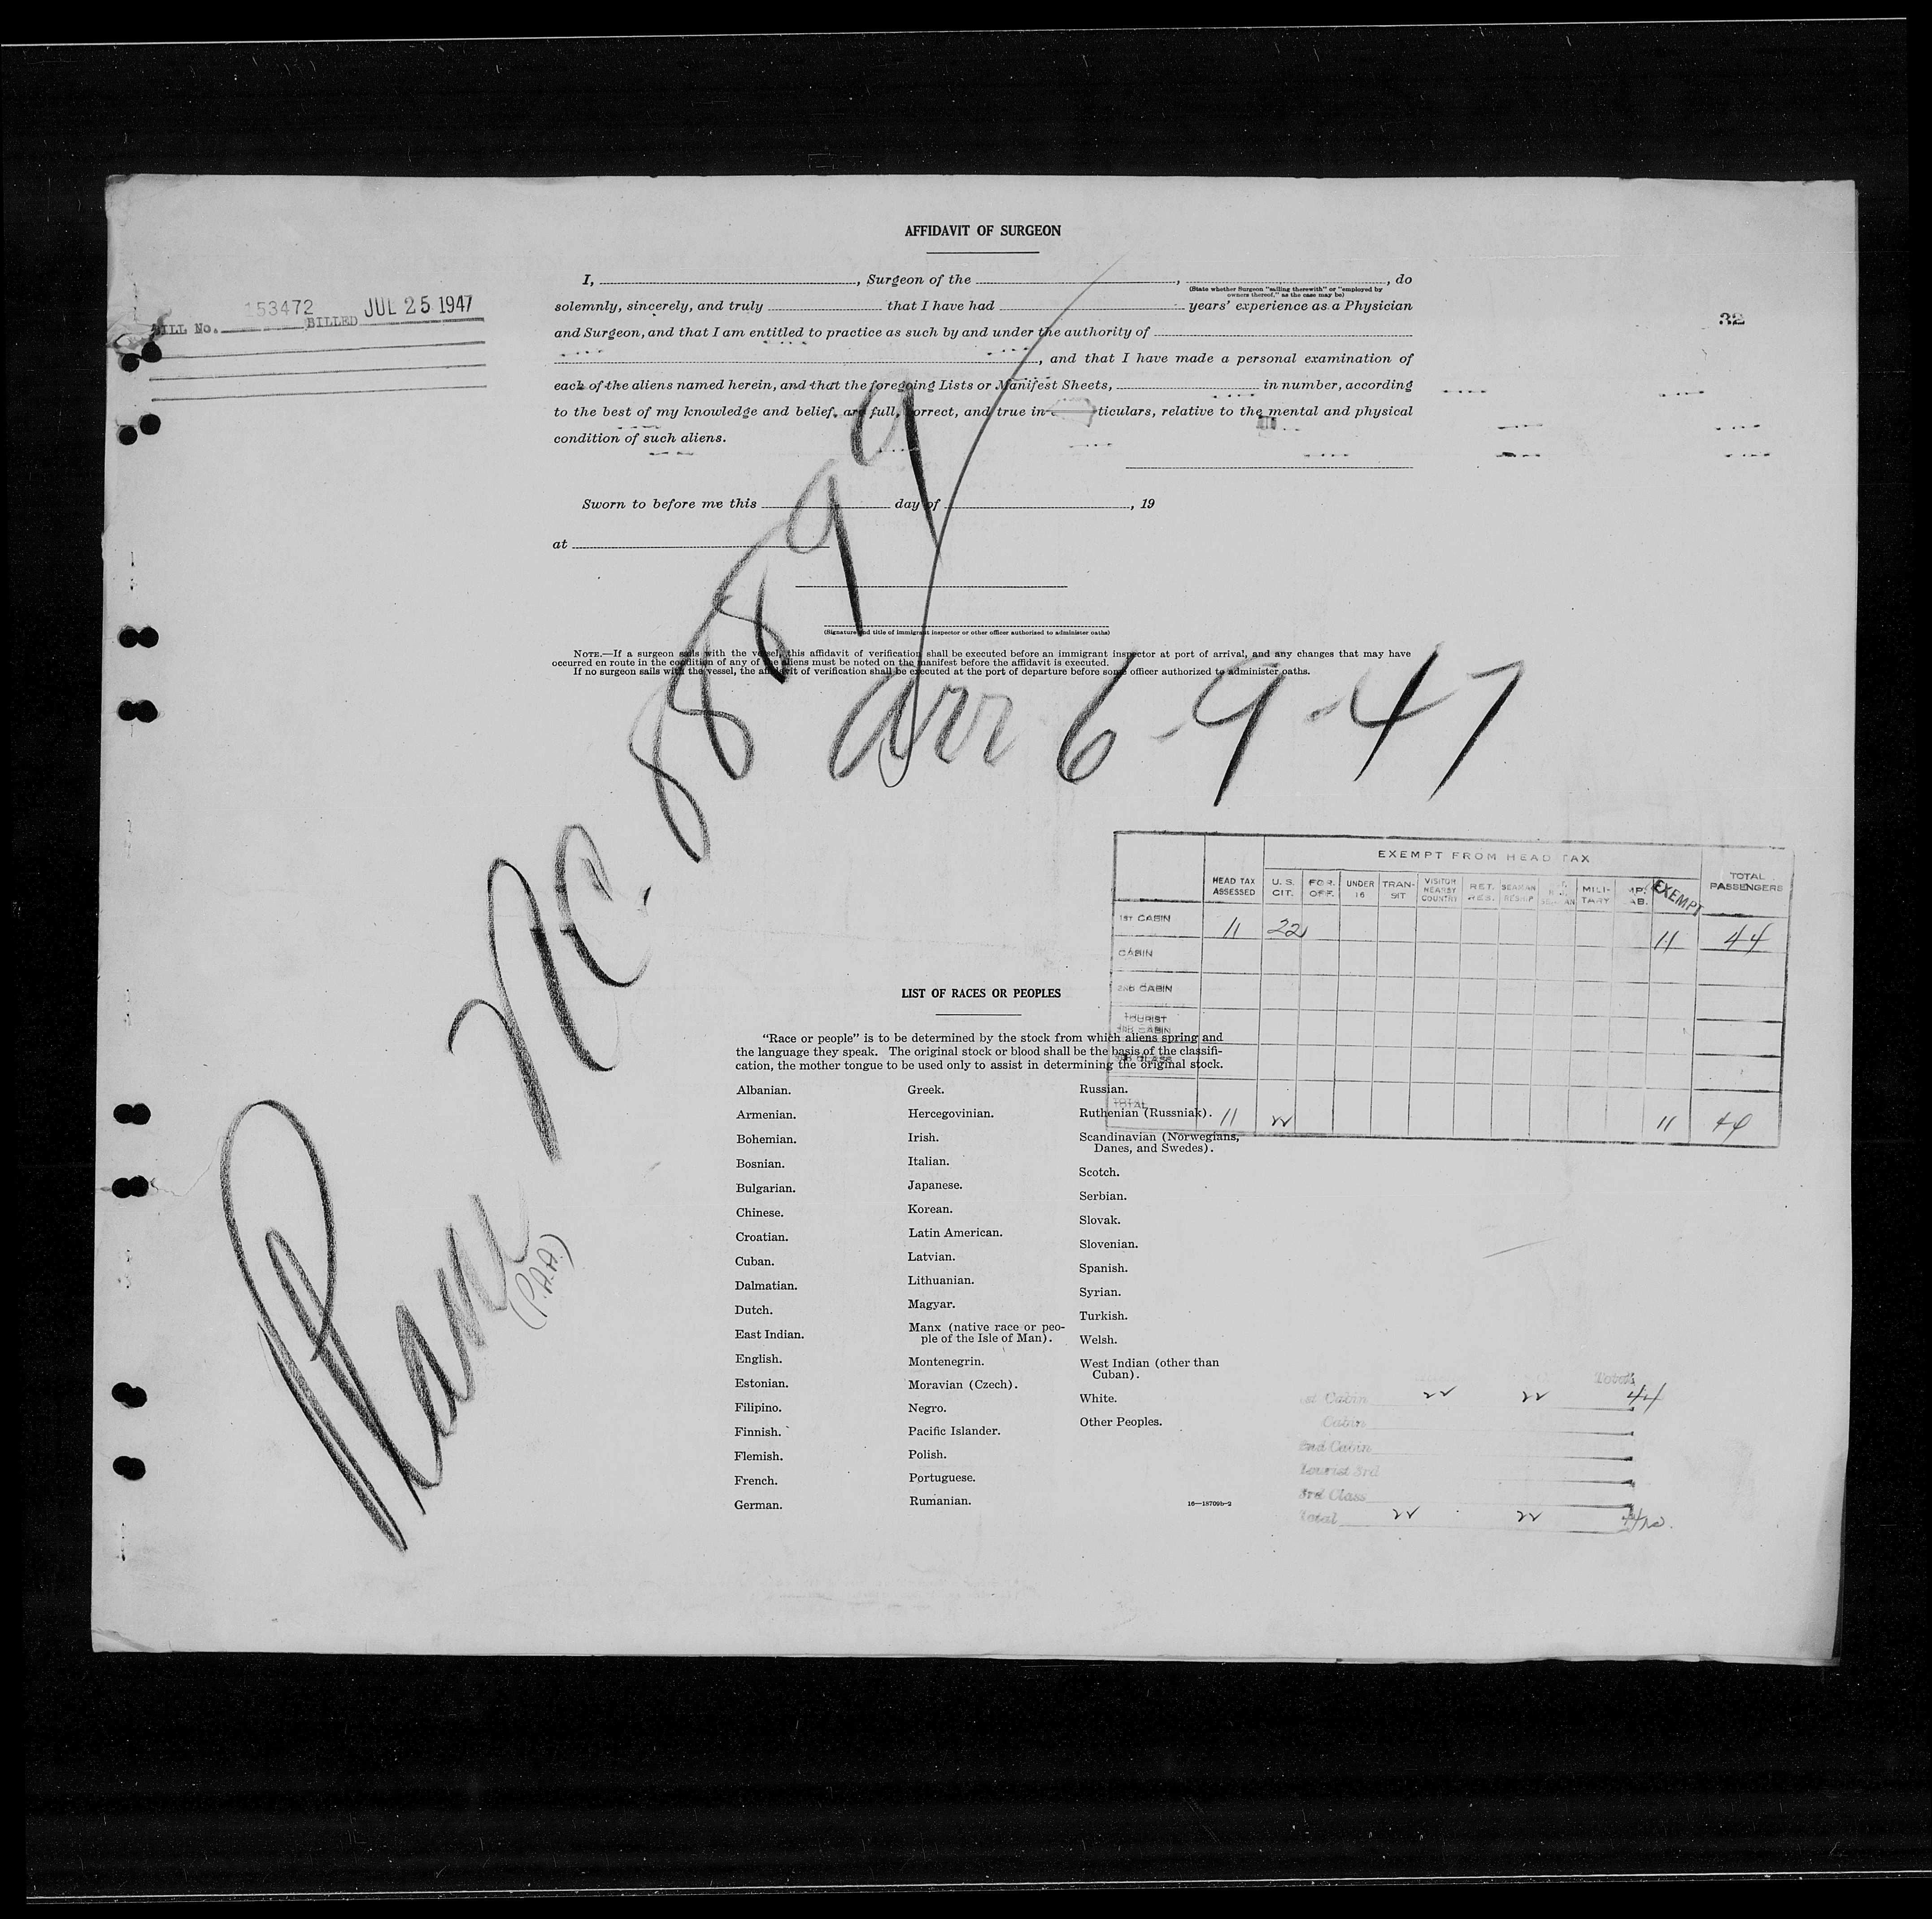 AFFIDAVIT OF SURGEON
I, , Surgeon of the , , do
(State whether Surgeon "sailing therewith" or "employed by
owners thereof," as the case may be)
solemnly, sincerely, and truly that I have had years' experience as a Physician
and Surgeon, and that I am entitled to practice as such by and under the authority of
, and that I have made a personal examination of
each of the aliens named herein, and that the foregoing Lists or Manifest Sheets, in number, according
to the best of my knowledge and belief, are full, correct, and true in ticulars, relative to the mental and physical
condition of such aliens.
BILL No. 153472 BILLED JUL 25 1947
32
Sworn to before me this day of , 19
at
(Signature and title of immigrant inspector or other officer authorized to administer oaths)
NOTE.—If a surgeon sails with the vessel, this affidavit of verification shall be executed before an immigrant inspector at port of arrival, and any changes that may have
occurred en route in the condition of any of the aliens must be noted on the manifest before the affidavit is executed.
If no surgeon sails with the vessel, the affidavit of verification shall be executed at the port of departure before some officer authorized to administer oaths.
Plane NC. 88899
(P.A.A.)
arr 6-9-47
EXEMPT FROM HEAD TAX
HEAD TAX ASSESSED U.S. CIT. FOR. OFF. UNDER 16 TRAN-SIT VISITOR NEARBY COUNTRY RET. RES. SEAMAN RESHIP MILI-TARY EXEMPT TOTAL PASSENGERS
1ST CABIN 11 22 11 44
CABIN
2ND CABIN
TOURIST
3RD CABIN
3RD CLASS
TOTAL 11 22 11 44
LIST OF RACES OR PEOPLES
"Race or people" is to be determined by the stock from which aliens spring and
the language they speak. The original stock or blood shall be the basis of the classifi-
cation, the mother tongue to be used only to assist in determining the original stock.
Albanian.
Armenian.
Bohemian.
Bosnian.
Bulgarian.
Chinese.
Croatian.
Cuban.
Dalmatian.
Dutch.
East Indian.
English.
Estonian.
Filipino.
Finnish.
Flemish.
French.
German.
Greek.
Hercegovinian.
Irish.
Italian.
Japanese.
Korean.
Latin American.
Latvian.
Lithuanian.
Magyar.
Manx (native race or peo-
ple of the Isle of Man).
Montenegrin.
Moravian (Czech).
Negro.
Pacific Islander.
Polish.
Portuguese.
Rumanian.
Russian.
Ruthenian (Russniak).
Scandinavian (Norwegians,
Danes, and Swedes).
Scotch.
Serbian.
Slovak.
Slovenian.
Spanish.
Syrian.
Turkish.
Welsh.
West Indian (other than
Cuban).
White.
Other Peoples.
16—18709b-2
Totals
1st Cabin 22 22 44
Cabin
2nd Cabin
Tourist 3rd
3rd Class
Total 22 22 44